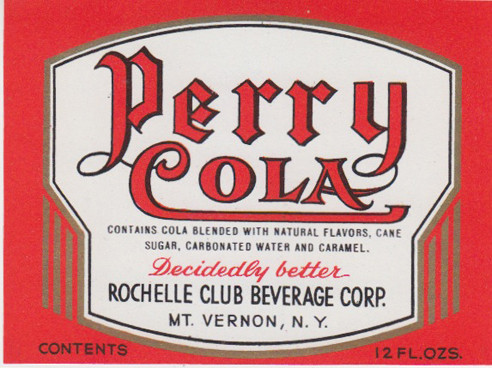 Perry
COLA
CONTAINS COLA BLENDED WITH NATURAL FLAVORS, CANE
SUGAR, CARBONATED WATER AND CARAMEL.
Decidedly better
ROCHELLE CLUB BEVERAGE CORP.
MT. VERNON, N.Y.
CONTENTS 12 FL. OZS.